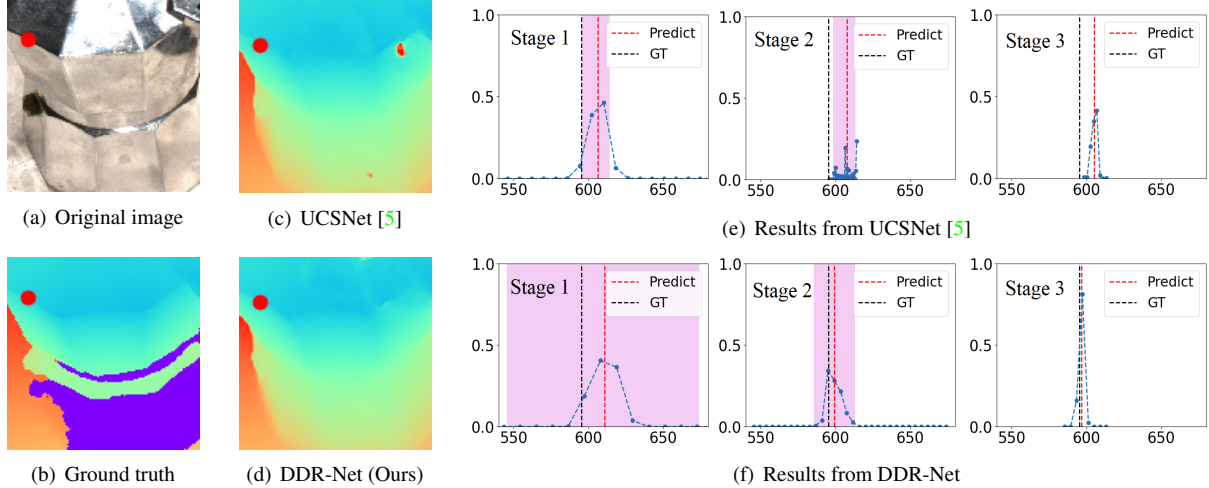 1.0
0.5
0.0
550
600
650
Stage 1
Predict
GT
1.0
0.5
0.0
550
600
650
Stage 2
Predict
GT
1.0
0.5
0.0
550
600
650
Stage 3
Predict
GT
(a) Original image
(c) UCSNet [5]
(e) Results from UCSNet [5]
1.0
0.5
0.0
550
600
650
Stage 1
Predict
GT
1.0
0.5
0.0
550
600
650
Stage 2
Predict
GT
1.0
0.5
0.0
550
600
650
Stage 3
Predict
GT
(b) Ground truth
(d) DDR-Net (Ours)
(f) Results from DDR-Net